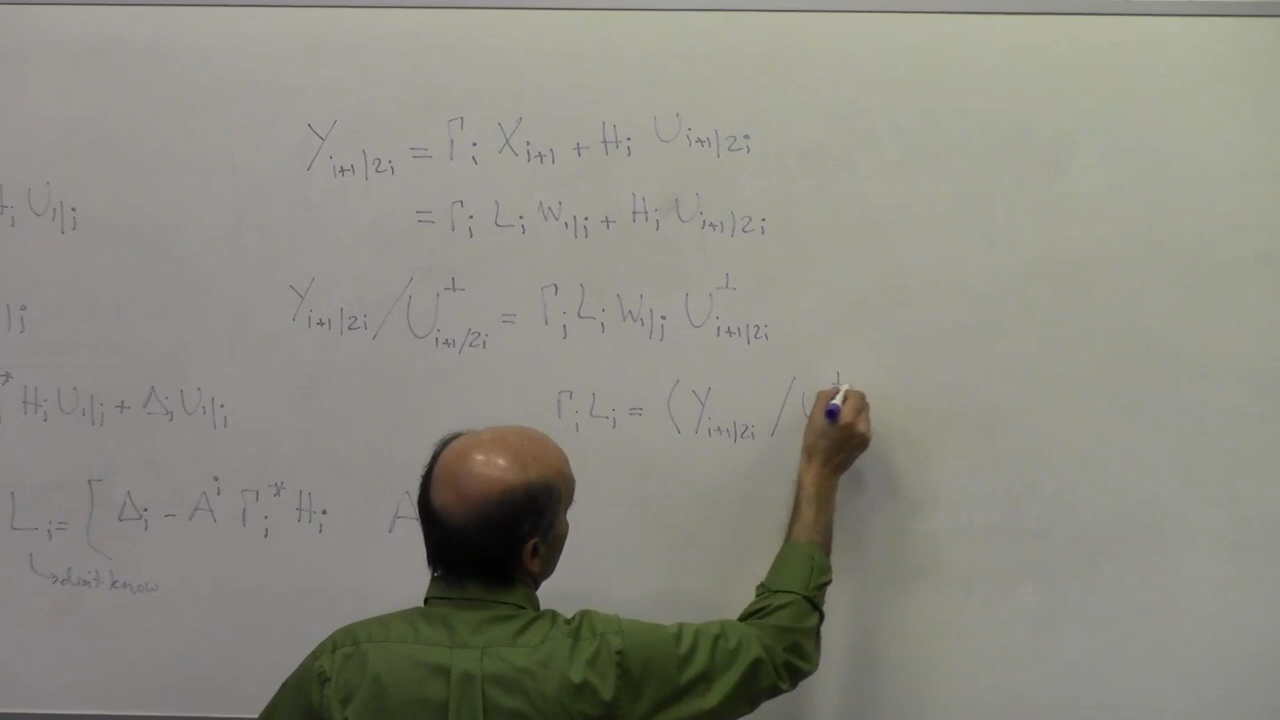 Y_{i+1|2i} = Γ_i X_{i+1} + H_i U_{i+1|2i}
= Γ_i L_i W_{1|i} + H_i U_{i+1|2i}
Y_{i+1|2i} / U^⊥_{i+1/2i} = Γ_i L_i W_{1|i} U^⊥_{i+1|2i}
Γ_i L_i = (Y_{i+1|2i} / U^⊥
H_i U_{1|i}
|i
* H_i U_{1|i} + Δ_i U_{1|i}
L_i = [ Δ_i - A^i Γ_i^* H_i A
→ don't know